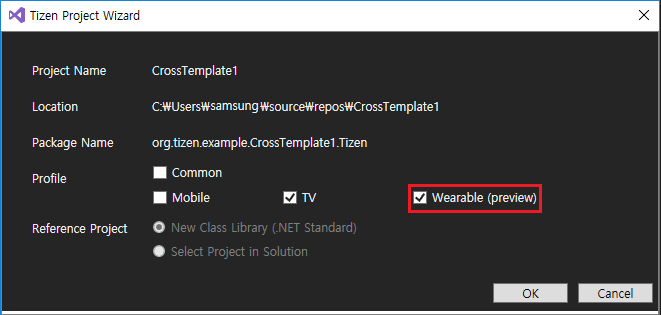 Tizen Project Wizard
Project Name CrossTemplate1
Location C:₩Users₩samsung₩source₩repos₩CrossTemplate1
Package Name org.tizen.example.CrossTemplate1.Tizen
Profile Common
Mobile TV Wearable (preview)
Reference Project New Class Library (.NET Standard)
Select Project in Solution
OK Cancel